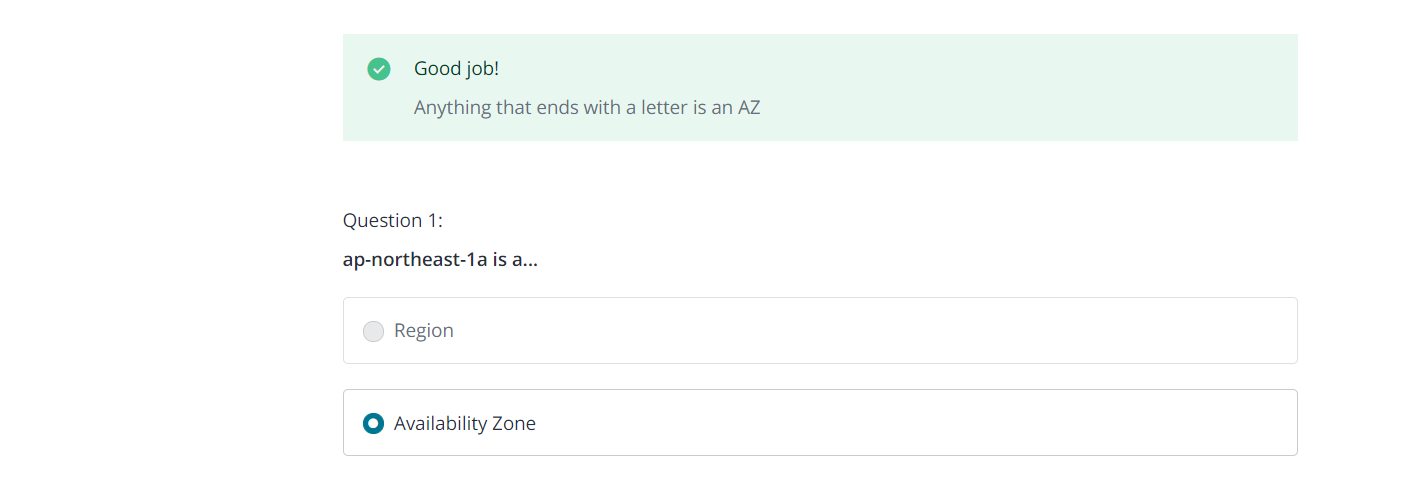 Good job!
Anything that ends with a letter is an AZ
Question 1:
ap-northeast-1a is a...
Region
Availability Zone